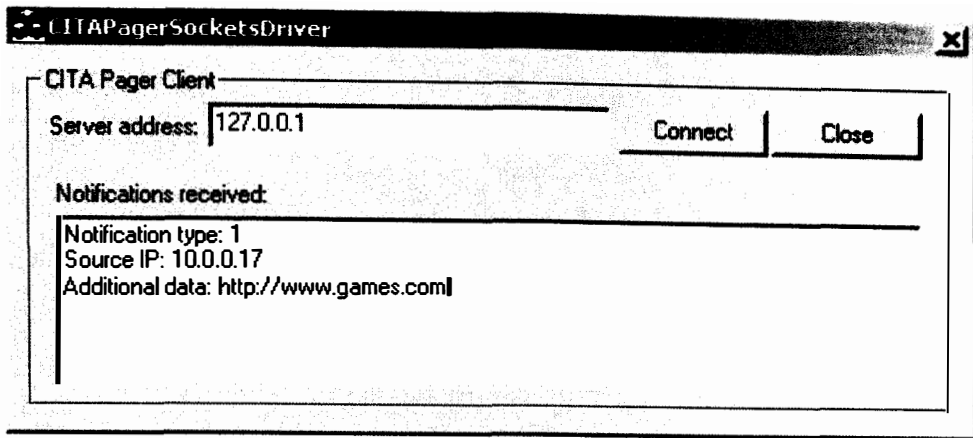 CITAPagerSocketsDriver
CITA Pager Client
Server address: 127.0.0.1 Connect Close
Notifications received:
Notification type: 1
Source IP: 10.0.0.17
Additional data: http://www.games.com